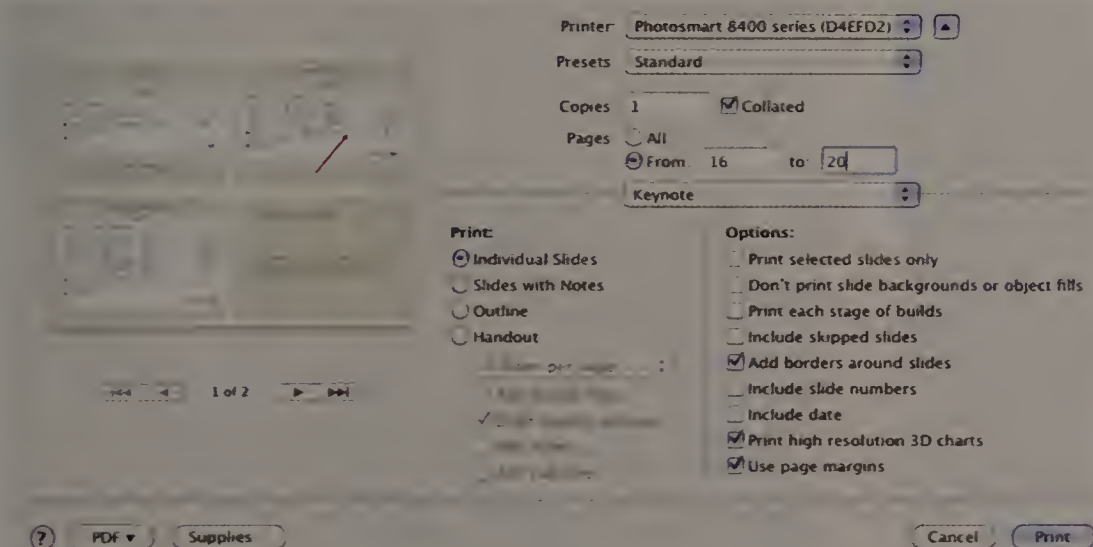 Printer Photosmart 8400 series (D4EFD2)
Presets Standard
Copies 1 Collated
Pages All
From 16 to: 20
Keynote
Print:
Individual Slides
Slides with Notes
Outline
Handout
1 of 2
Options:
Print selected slides only
Don't print slide backgrounds or object fills
Print each stage of builds
Include skipped slides
Add borders around slides
Include slide numbers
Include date
Print high resolution 3D charts
Use page margins
? PDF Supplies Cancel Print